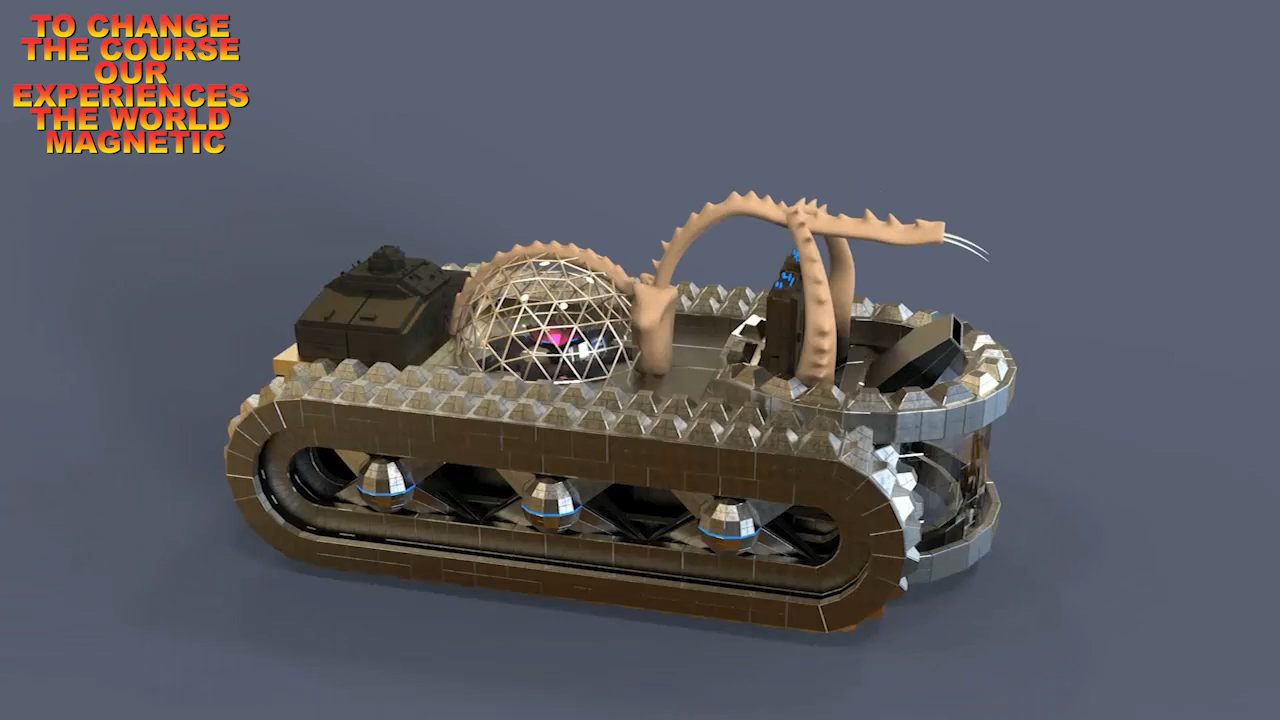 TO CHANGE
THE COURSE
OUR
EXPERIENCES
THE WORLD
MAGNETIC